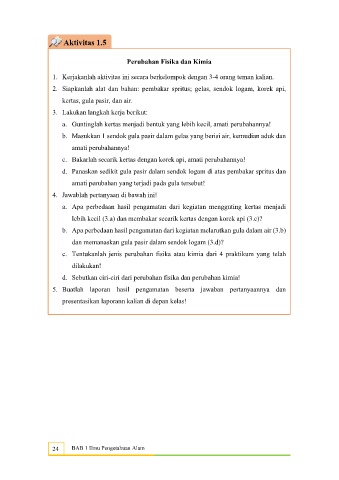 Aktivitas 1.5
Perubahan Fisika dan Kimia
1. Kerjakanlah aktivitas ini secara berkelompok dengan 3-4 orang teman kalian.
2. Siapkanlah alat dan bahan: pembakar spritus, gelas, sendok logam, korek api,
kertas, gula pasir, dan air.
3. Lakukan langkah kerja berikut:
a. Guntinglah kertas menjadi bentuk yang lebih kecil, amati perubahannya!
b. Masukkan 1 sendok gula pasir dalam gelas yang berisi air, kemudian aduk dan
amati perubahannya!
c. Bakarlah secarik kertas dengan korek api, amati perubahannya!
d. Panaskan sedikit gula pasir dalam sendok logam di atas pembakar spritus dan
amati perubahan yang terjadi pada gula tersebut!
4. Jawablah pertanyaan di bawah ini!
a. Apa perbedaan hasil pengamatan dari kegiatan menggunting kertas menjadi
lebih kecil (3.a) dan membakar secarik kertas dengan korek api (3.c)?
b. Apa perbedaan hasil pengamatan dari kegiatan melarutkan gula dalam air (3.b)
dan memanaskan gula pasir dalam sendok logam (3.d)?
c. Tentukanlah jenis perubahan fisika atau kimia dari 4 praktikum yang telah
dilakukan!
d. Sebutkan ciri-ciri dari perubahan fisika dan perubahan kimia!
5. Buatlah laporan hasil pengamatan beserta jawaban pertanyaannya dan
presentasikan laporann kalian di depan kelas!
24 BAB 1 Ilmu Pengetahuan Alam